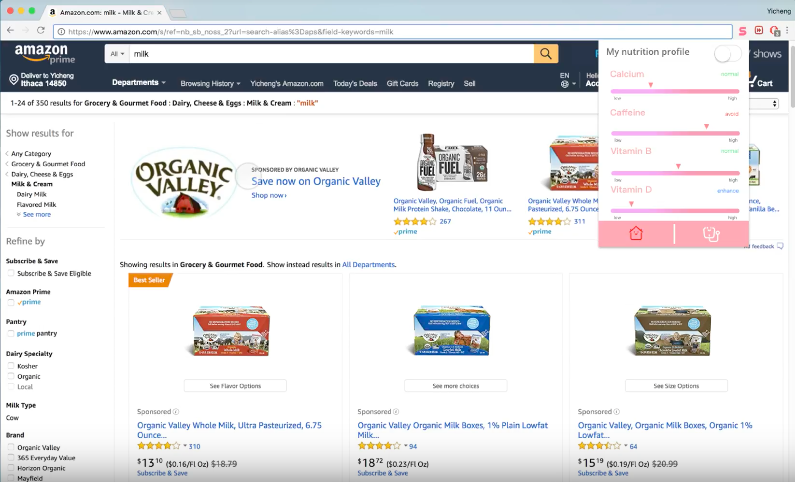 Amazon.com: milk - Milk & Cre
Yicheng
https://www.amazon.com/s/ref=nb_sb_noss_2?url=search-alias%3Daps&field-keywords=milk
amazon
prime
All
milk
shows
Deliver to Yicheng
Ithaca 14850
Departments
Browsing History
Yicheng's Amazon.com
Today's Deals
Gift Cards
Registry
Sell
EN
Hello
Acc
Cart
1-24 of 350 results for Grocery & Gourmet Food : Dairy, Cheese & Eggs : Milk & Cream : "milk"
My nutrition profile
Calcium
normal
low
high
Caffeine
avoid
low
high
Vitamin B
normal
low
high
Vitamin D
enhance
low
high
Show results for
Any Category
Grocery & Gourmet Food
Dairy, Cheese & Eggs
Milk & Cream
Dairy Milk
Flavored Milk
See more
Refine by
Subscribe & Save
Subscribe & Save Eligible
Amazon Prime
prime
Pantry
prime pantry
Dairy Specialty
Kosher
Organic
Local
Milk Type
Cow
Brand
Organic Valley
365 Everyday Value
Horizon Organic
Mayfield
ORGANIC
VALLEY
SPONSORED BY ORGANIC VALLEY
Save now on Organic Valley
Shop now ›
ORGANIC
FUEL
26g
Organic Valley, Organic Fuel, Organic
Milk Protein Shake, Chocolate, 11 Oun...
267
prime
Organic Valley Whole M
Pasteurized, 6.75 Ounc
311
prime
nilla Be...
Ad feedback
Showing results in Grocery & Gourmet Food. Show instead results in All Departments.
Best Seller
See Flavor Options
Sponsored
Organic Valley Whole Milk, Ultra Pasteurized, 6.75
Ounce...
310
$13 10 ($0.16/Fl Oz) $18.79
Subscribe & Save
See more choices
Sponsored
Organic Valley Organic Milk Boxes, 1% Plain Lowfat
Milk...
94
$18 72 ($0.23/Fl Oz)
Subscribe & Save
See Size Options
Sponsored
Organic Valley, Organic Milk Boxes, Organic 1%
Lowfat...
64
$15 19 ($0.19/Fl Oz) $20.99
Subscribe & Save